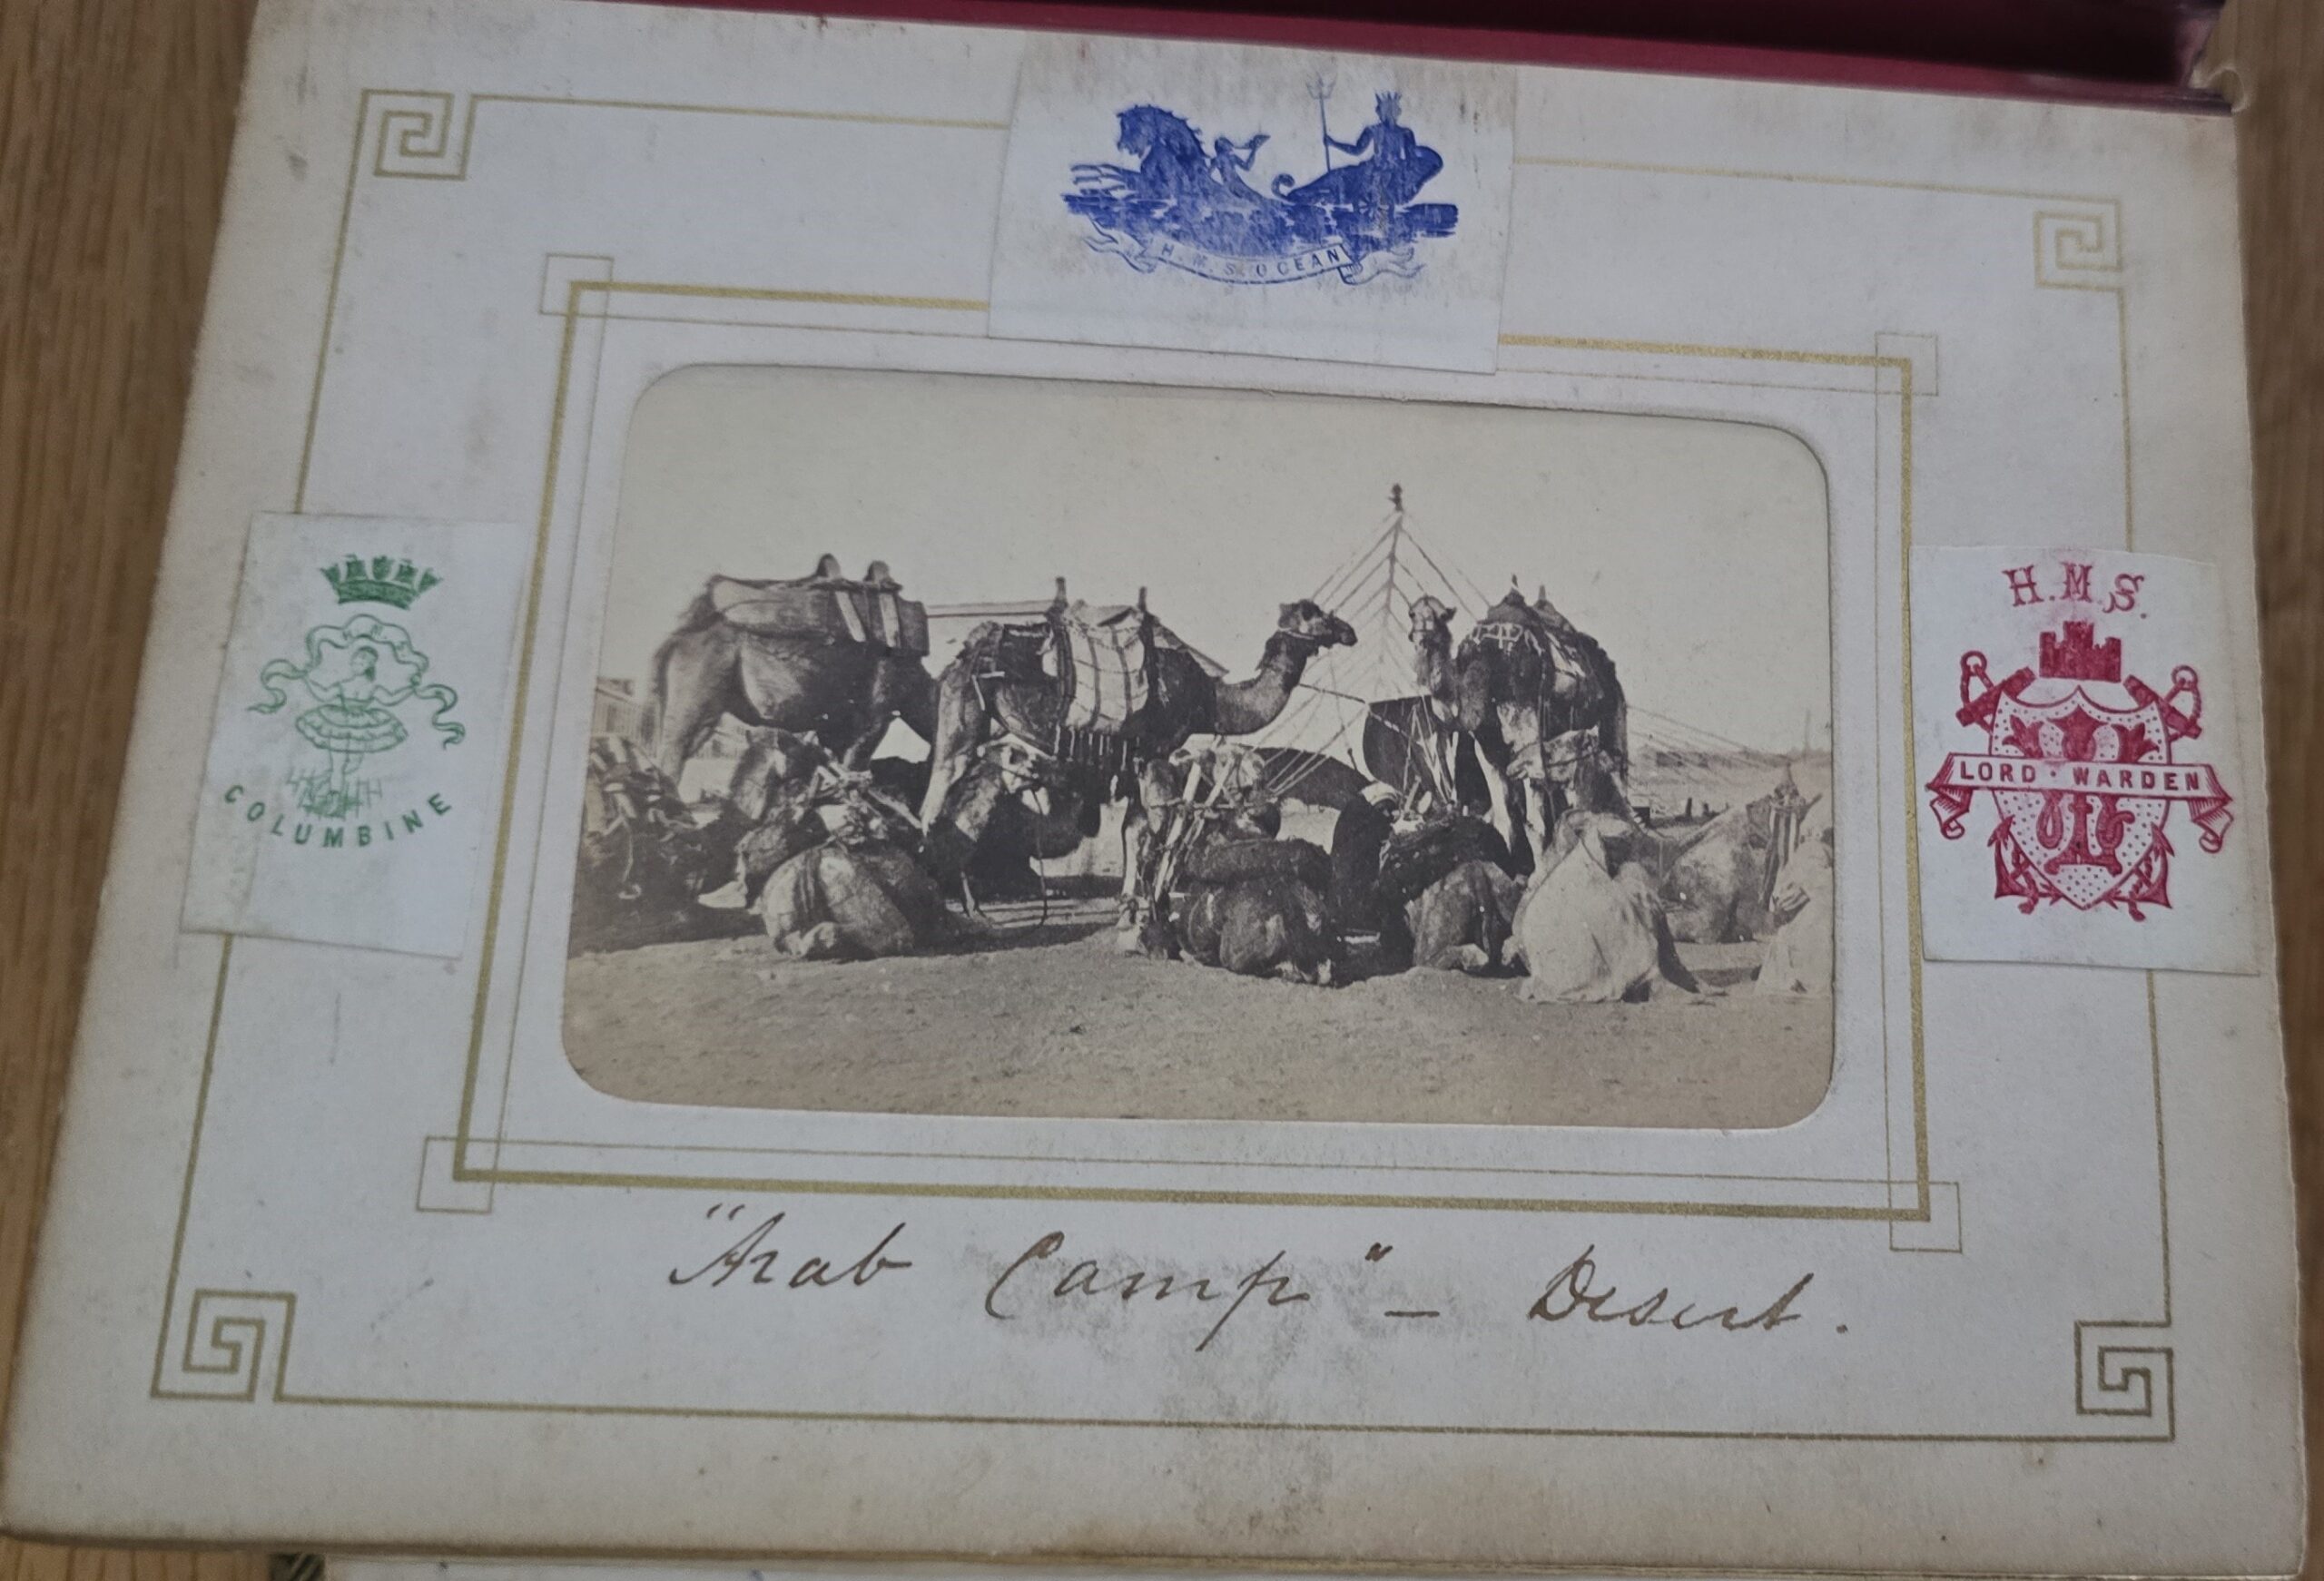 H.M.S. OCEAN
COLUMBINE
H.M.S.
LORD · WARDEN
"Arab Camp" – Desert.